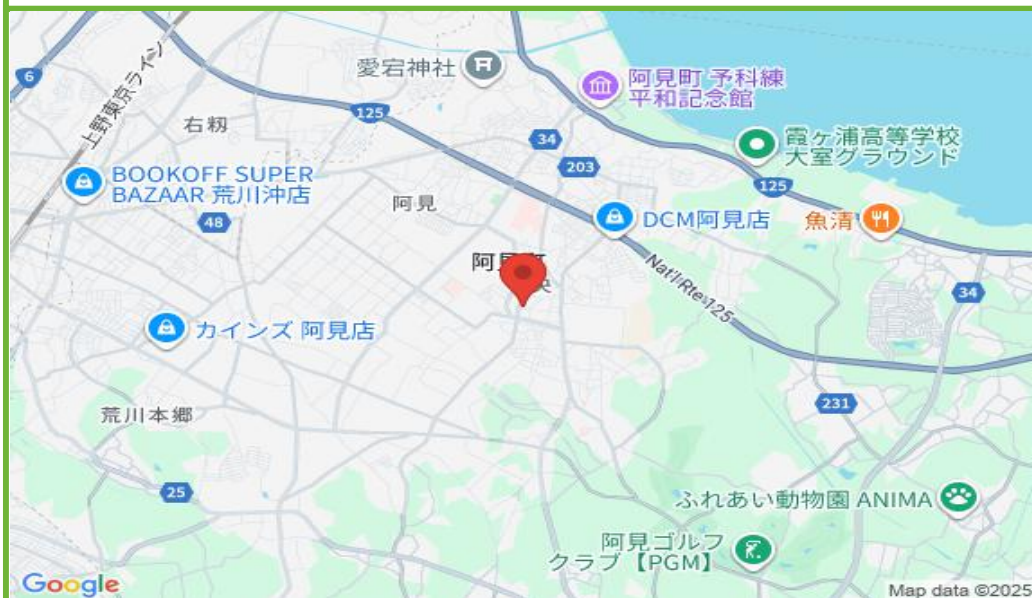 6
上野東京ライン
愛宕神社
阿見町 予科練
平和記念館
125
右籾
34
203
霞ヶ浦高等学校
大室グラウンド
125
BOOKOFF SUPER
BAZAAR 荒川沖店
48
阿見
DCM阿見店
魚清
阿
Nat'l Rte 125
34
カインズ 阿見店
荒川本郷
231
25
ふれあい動物園 ANIMA
阿見ゴルフ
クラブ【PGM】
Google
Map data ©2025